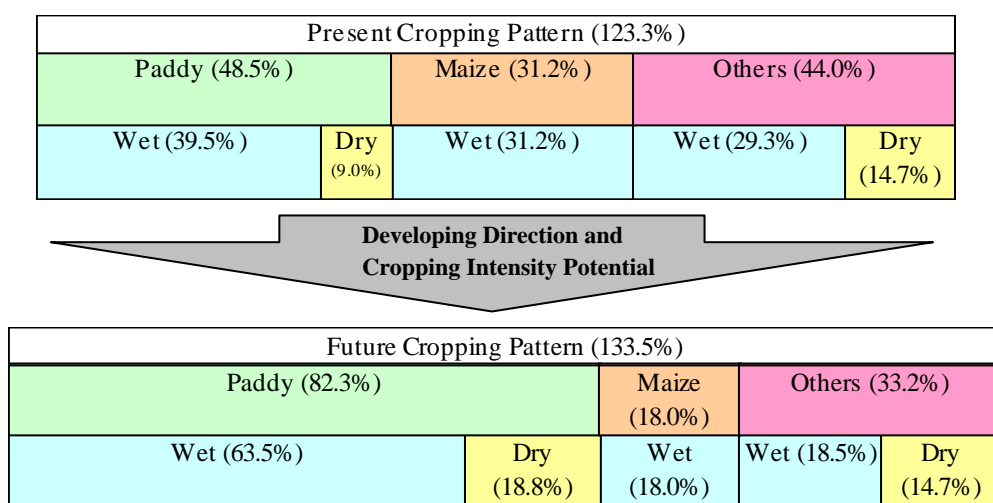 Present Cropping Pattern (123.3%)
Paddy (48.5%) Maize (31.2%) Others (44.0%)
Wet (39.5%) Dry (9.0%) Wet (31.2%) Wet (29.3%) Dry (14.7%)
Developing Direction and
Cropping Intensity Potential
Future Cropping Pattern (133.5%)
Paddy (82.3%) Maize (18.0%) Others (33.2%)
Wet (63.5%) Dry (18.8%) Wet (18.0%) Wet (18.5%) Dry (14.7%)